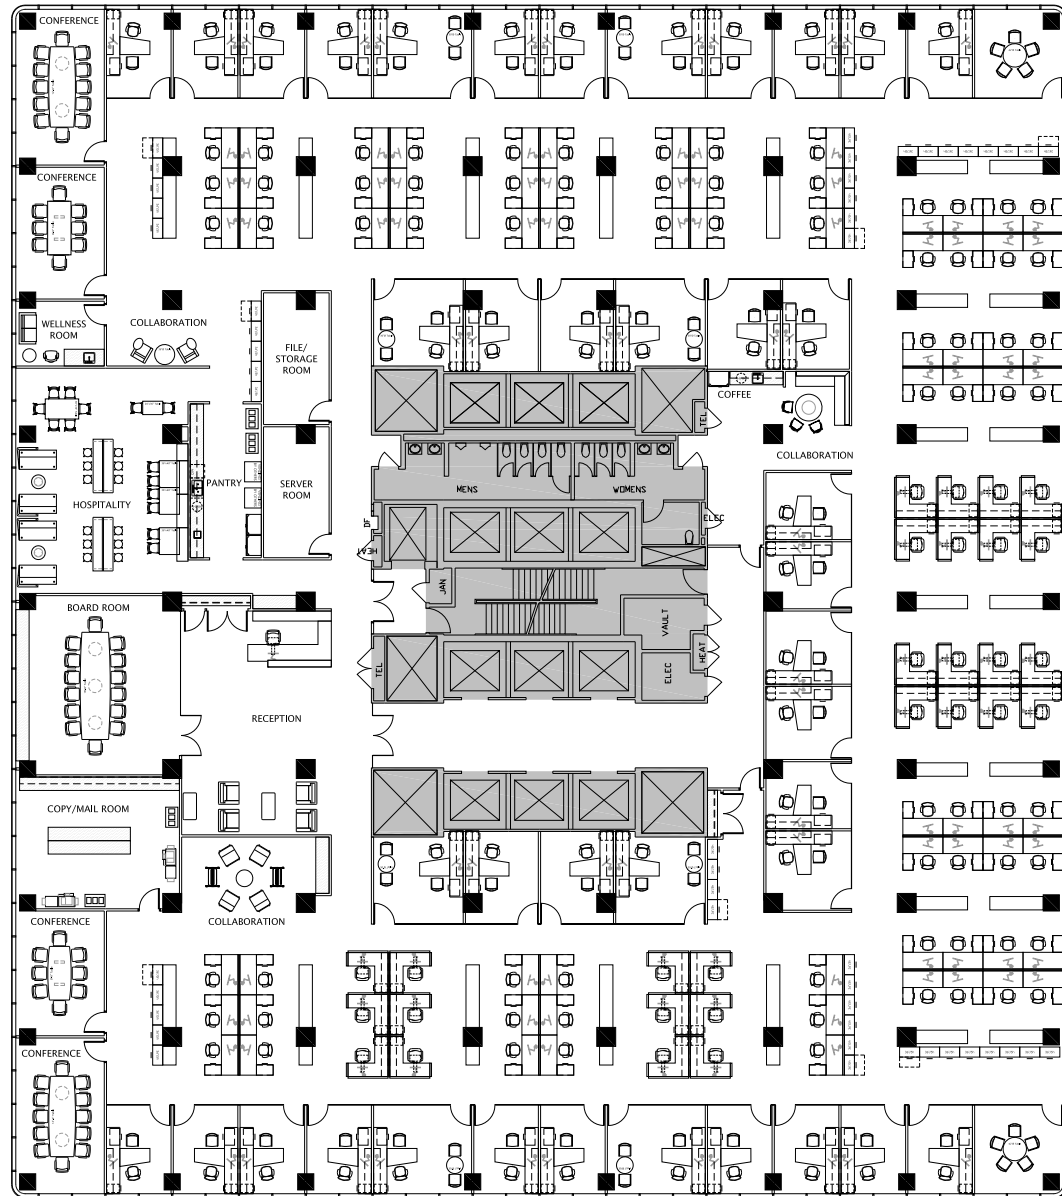 CONFERENCE
CONFERENCE
WELLNESS
ROOM
COLLABORATION
FILE/
STORAGE
ROOM
COFFEE
TEL
COLLABORATION
PANTRY
SERVER
ROOM
HOSPITALITY
MENS
WOMENS
DF
ELEC
HEAT
JAN
BOARD ROOM
VAULT
HEAT
TEL
ELEC
RECEPTION
COPY/MAIL ROOM
CONFERENCE
COLLABORATION
CONFERENCE